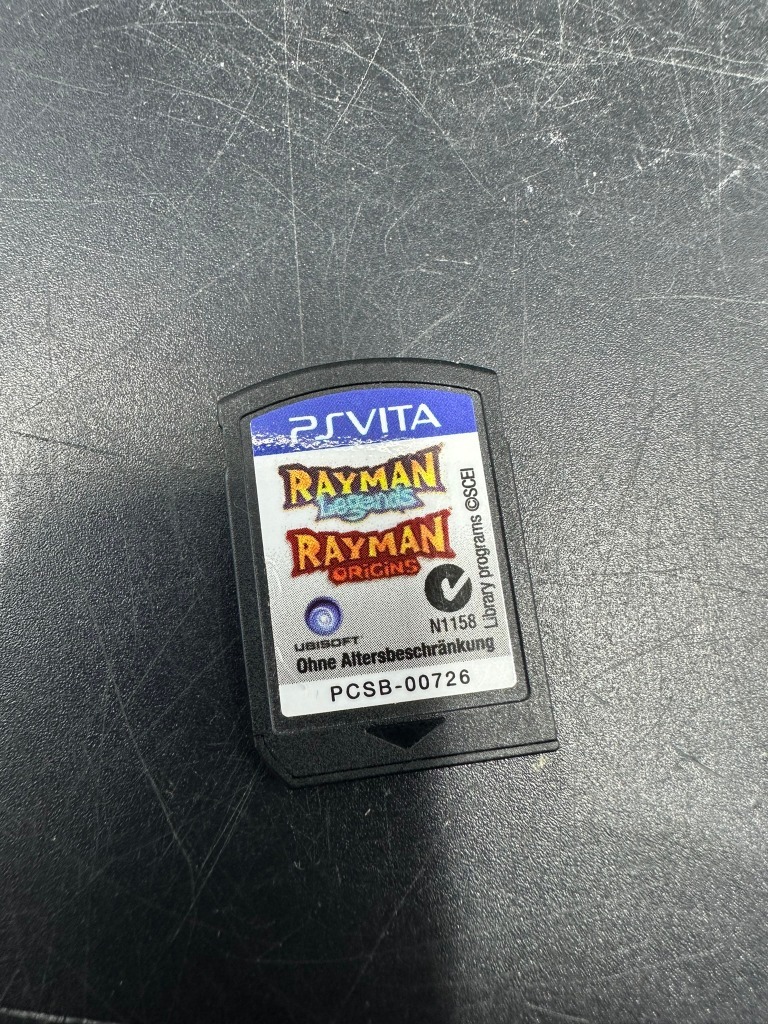 PSVITA
RAYMAN
Legends
RAYMAN
ORIGINS
Library programs ©SCEI
N1158
UBISOFT
Ohne Altersbeschränkung
PCSB-00726